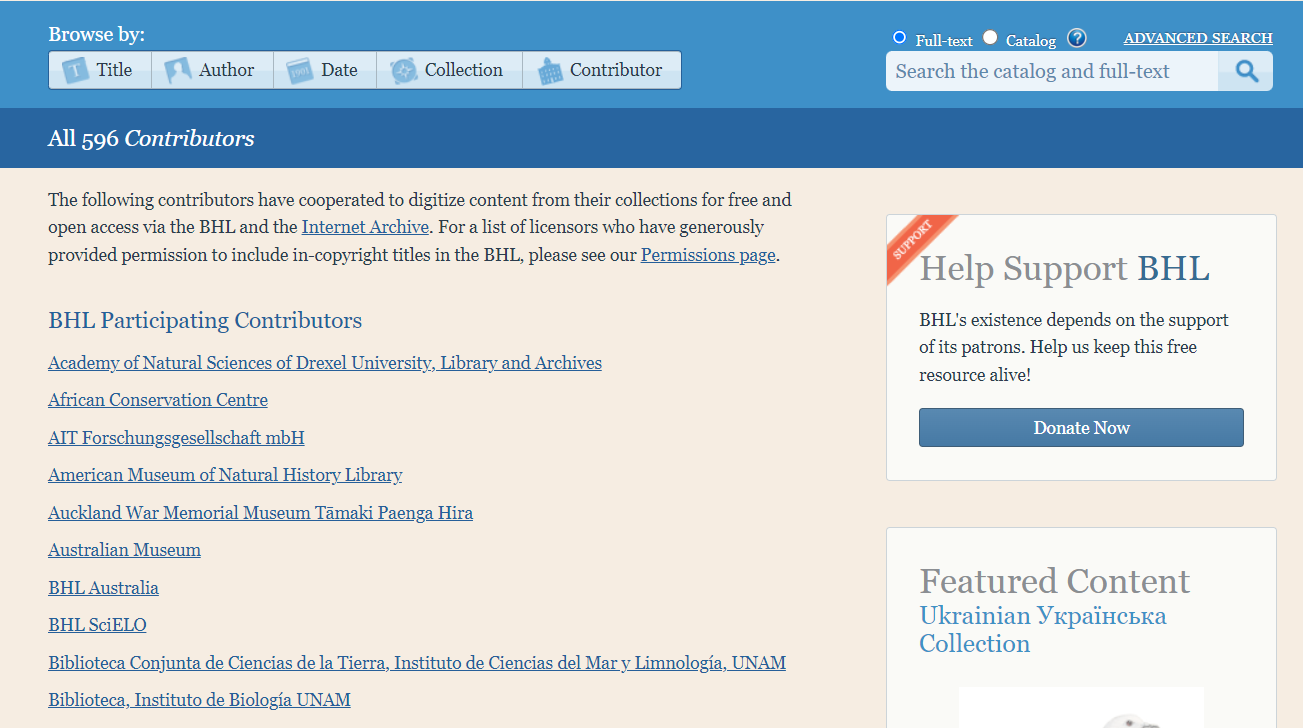 Browse by:
Title
Author
Date
Collection
Contributor
Full-text
Catalog
?
ADVANCED SEARCH
Search the catalog and full-text
All 596 Contributors
The following contributors have cooperated to digitize content from their collections for free and
open access via the BHL and the Internet Archive. For a list of licensors who have generously
provided permission to include in-copyright titles in the BHL, please see our Permissions page.
BHL Participating Contributors
Academy of Natural Sciences of Drexel University, Library and Archives
African Conservation Centre
AIT Forschungsgesellschaft mbH
American Museum of Natural History Library
Auckland War Memorial Museum Tāmaki Paenga Hira
Australian Museum
BHL Australia
BHL SciELO
Biblioteca Conjunta de Ciencias de la Tierra, Instituto de Ciencias del Mar y Limnología, UNAM
Biblioteca, Instituto de Biología UNAM
SUPPORT
Help Support BHL
BHL's existence depends on the support
of its patrons. Help us keep this free
resource alive!
Donate Now
Featured Content
Ukrainian Українська
Collection